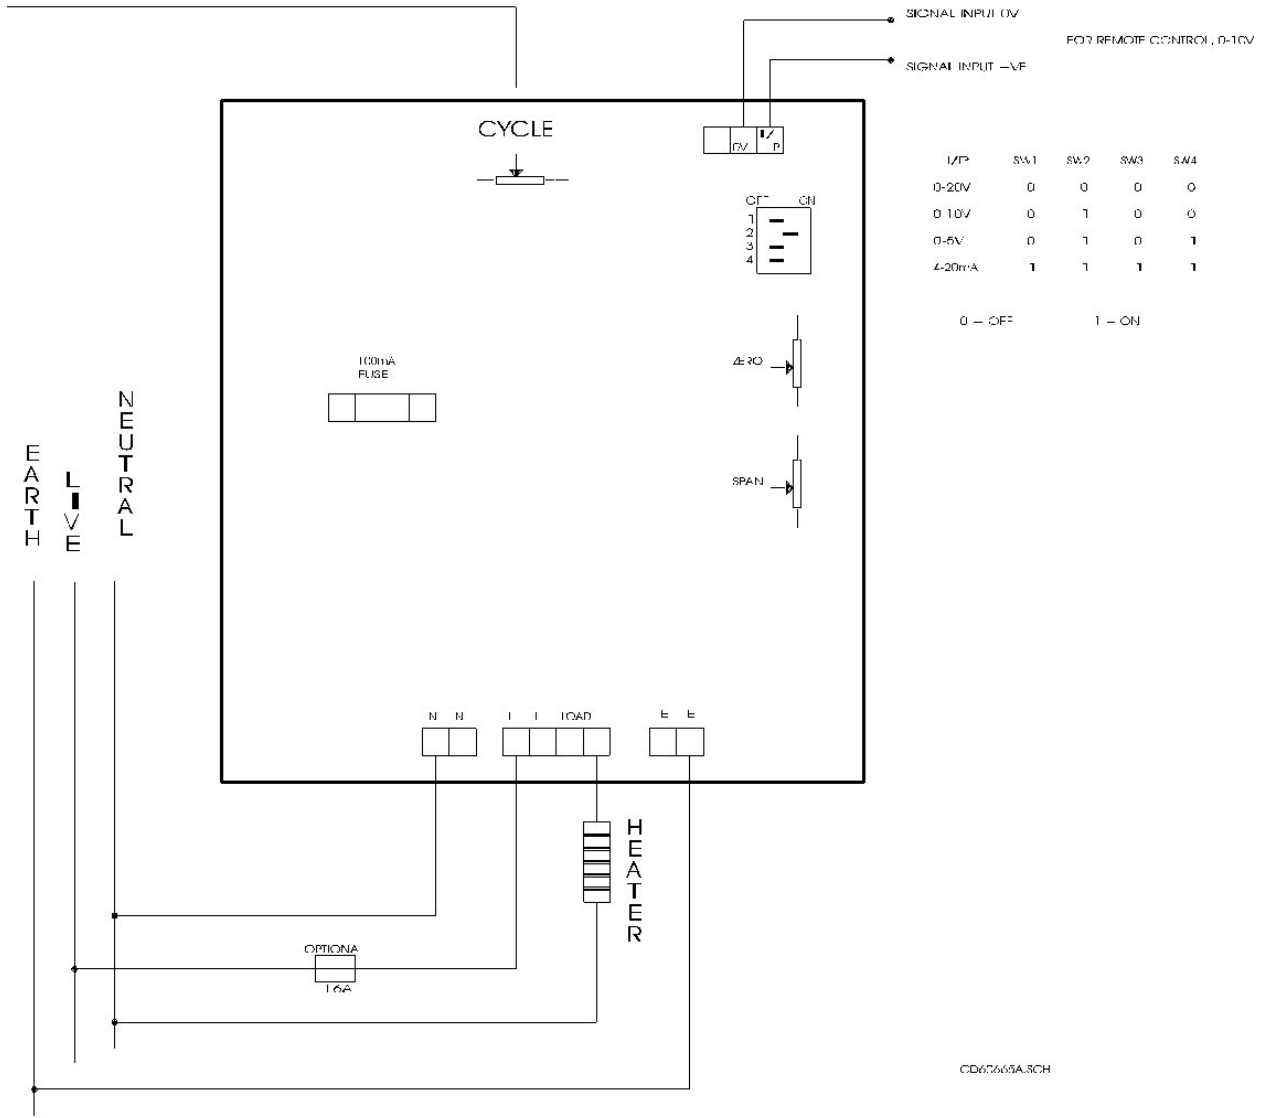 SIGNAL INPUT 0V
FOR REMOTE CONTROL, 0-10V
SIGNAL INPUT
CYCLE
0V I/P
I/P SW1 SW2 SW3 SW4
0-20V 0 0 0 0
0-10V 0 1 0 0
0-5V 0 1 0 1
4-20mA 1 1 1 1
0 – OFF 1 – ON
OFF ON
1
2
3
4
ZERO
100mA
FUSE
SPAN
EARTH
LIVE
NEUTRAL
N N L L LOAD E E
HEATER
OPTIONA
16A